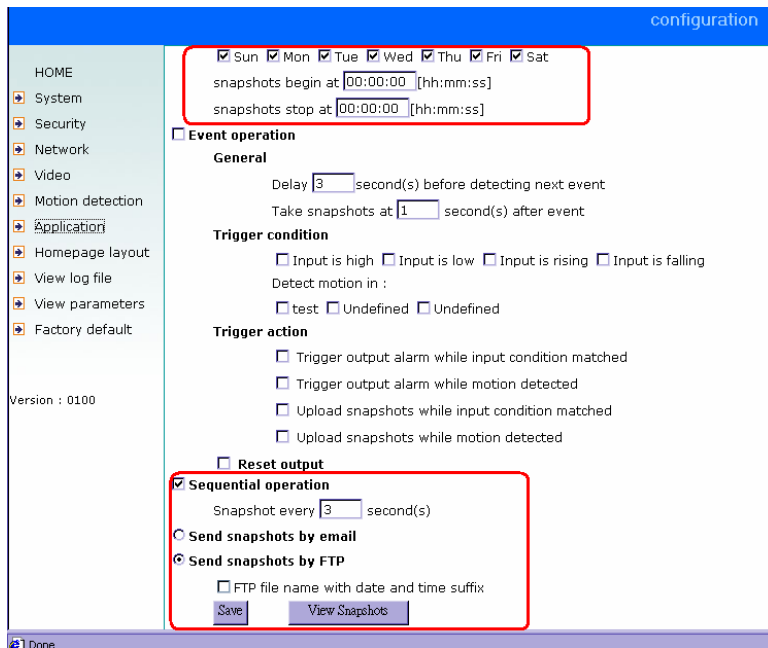 configuration
HOME
System
Security
Network
Video
Motion detection
Application
Homepage layout
View log file
View parameters
Factory default
Version : 0100
Sun Mon Tue Wed Thu Fri Sat
snapshots begin at 00:00:00 [hh:mm:ss]
snapshots stop at 00:00:00 [hh:mm:ss]
Event operation
General
Delay 3 second(s) before detecting next event
Take snapshots at 1 second(s) after event
Trigger condition
Input is high Input is low Input is rising Input is falling
Detect motion in :
test Undefined Undefined
Trigger action
Trigger output alarm while input condition matched
Trigger output alarm while motion detected
Upload snapshots while input condition matched
Upload snapshots while motion detected
Reset output
Sequential operation
Snapshot every 3 second(s)
Send snapshots by email
Send snapshots by FTP
FTP file name with date and time suffix
Save View Snapshots
Done